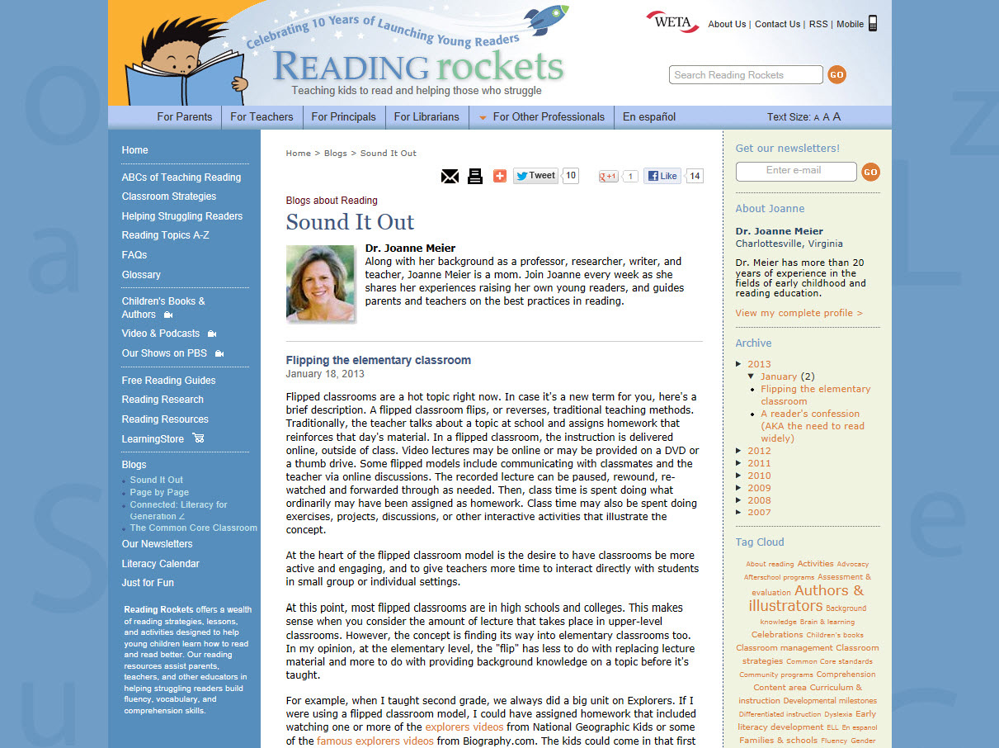 Celebrating 10 Years of Launching Young Readers
READING rockets
Teaching kids to read and helping those who struggle
WETA
About Us | Contact Us | RSS | Mobile
Search Reading Rockets GO
For Parents For Teachers For Principals For Librarians For Other Professionals En español Text Size: A A A
Home
ABCs of Teaching Reading
Classroom Strategies
Helping Struggling Readers
Reading Topics A-Z
FAQs
Glossary
Children's Books &
Authors
Video & Podcasts
Our Shows on PBS
Free Reading Guides
Reading Research
Reading Resources
LearningStore
Blogs
Sound It Out
Page by Page
Connected: Literacy for
Generation Z
The Common Core Classroom
Our Newsletters
Literacy Calendar
Just for Fun
Reading Rockets offers a wealth
of reading strategies, lessons,
and activities designed to help
young children learn how to read
and read better. Our reading
resources assist parents,
teachers, and other educators in
helping struggling readers build
fluency, vocabulary, and
comprehension skills.
Home > Blogs > Sound It Out
Tweet 10 g +1 1 Like 14
Blogs about Reading
Sound It Out
Dr. Joanne Meier
Along with her background as a professor, researcher, writer, and
teacher, Joanne Meier is a mom. Join Joanne every week as she
shares her experiences raising her own young readers, and guides
parents and teachers on the best practices in reading.
Flipping the elementary classroom
January 18, 2013
Flipped classrooms are a hot topic right now. In case it's a new term for you, here's a
brief description. A flipped classroom flips, or reverses, traditional teaching methods.
Traditionally, the teacher talks about a topic at school and assigns homework that
reinforces that day's material. In a flipped classroom, the instruction is delivered
online, outside of class. Video lectures may be online or may be provided on a DVD or
a thumb drive. Some flipped models include communicating with classmates and the
teacher via online discussions. The recorded lecture can be paused, rewound, re-
watched and forwarded through as needed. Then, class time is spent doing what
ordinarily may have been assigned as homework. Class time may also be spent doing
exercises, projects, discussions, or other interactive activities that illustrate the
concept.
At the heart of the flipped classroom model is the desire to have classrooms be more
active and engaging, and to give teachers more time to interact directly with students
in small group or individual settings.
At this point, most flipped classrooms are in high schools and colleges. This makes
sense when you consider the amount of lecture that takes place in upper-level
classrooms. However, the concept is finding its way into elementary classrooms too.
In my opinion, at the elementary level, the "flip" has less to do with replacing lecture
material and more to do with providing background knowledge on a topic before it's
taught.
For example, when I taught second grade, we always did a big unit on Explorers. If I
were using a flipped classroom model, I could have assigned homework that included
watching one or more of the explorers videos from National Geographic Kids or some
of the famous explorers videos from Biography.com. The kids could come in that first
Get our newsletters!
Enter e-mail GO
About Joanne
Dr. Joanne Meier
Charlottesville, Virginia
Dr. Meier has more than 20
years of experience in the
fields of early childhood and
reading education.
View my complete profile >
Archive
2013
January (2)
Flipping the elementary
classroom
A reader's confession
(AKA the need to read
widely)
2012
2011
2010
2009
2008
2007
Tag Cloud
About reading Activities Advocacy
Afterschool programs Assessment &
evaluation Authors &
illustrators Background
knowledge Brain & learning
Celebrations Children's books
Classroom management Classroom
strategies Common Core standards
Community programs Comprehension
Content area Curriculum &
instruction Developmental milestones
Differentiated instruction Dyslexia Early
literacy development ELL En espanol
Families & schools Fluency Gender